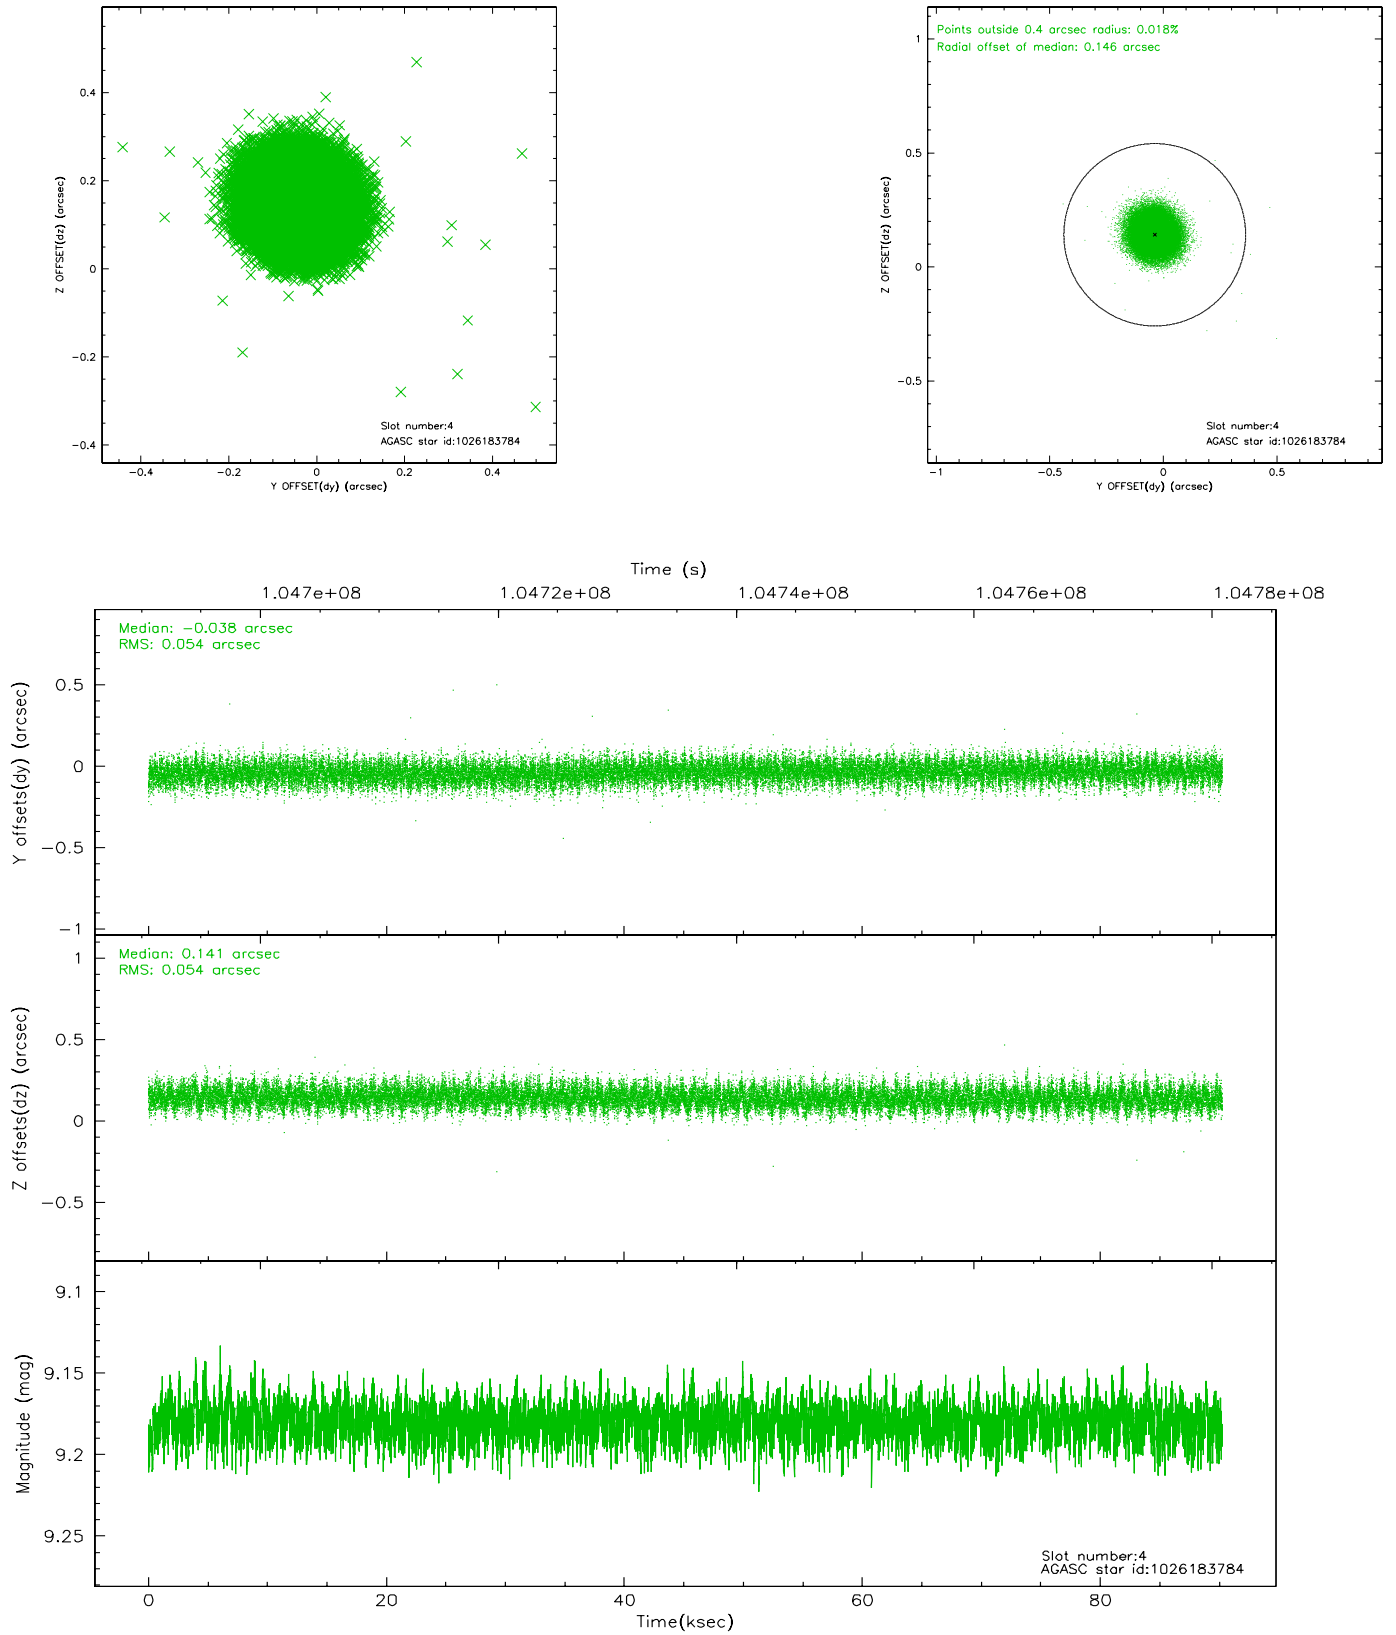 0.4
0.2
0
−0.2
−0.4
Z OFFSET(dz) (arcsec)
Slot number:4
AGASC star id:1026183784
−0.4
−0.2
0
0.2
0.4
Y OFFSET(dy) (arcsec)
Points outside 0.4 arcsec radius: 0.018%
Radial offset of median: 0.146 arcsec
1
0.5
0
−0.5
Z OFFSET(dz) (arcsec)
Slot number:4
AGASC star id:1026183784
−1
−0.5
0
0.5
Y OFFSET(dy) (arcsec)
Time (s)
1.047e+08
1.0472e+08
1.0474e+08
1.0476e+08
1.0478e+08
Median: −0.038 arcsec
RMS: 0.054 arcsec
0.5
0
−0.5
−1
Y offsets(dy) (arcsec)
Median: 0.141 arcsec
RMS: 0.054 arcsec
1
0.5
0
−0.5
Z offsets(dz) (arcsec)
9.1
9.15
9.2
9.25
Magnitude (mag)
Slot number:4
AGASC star id:1026183784
0
20
40
60
80
Time(ksec)